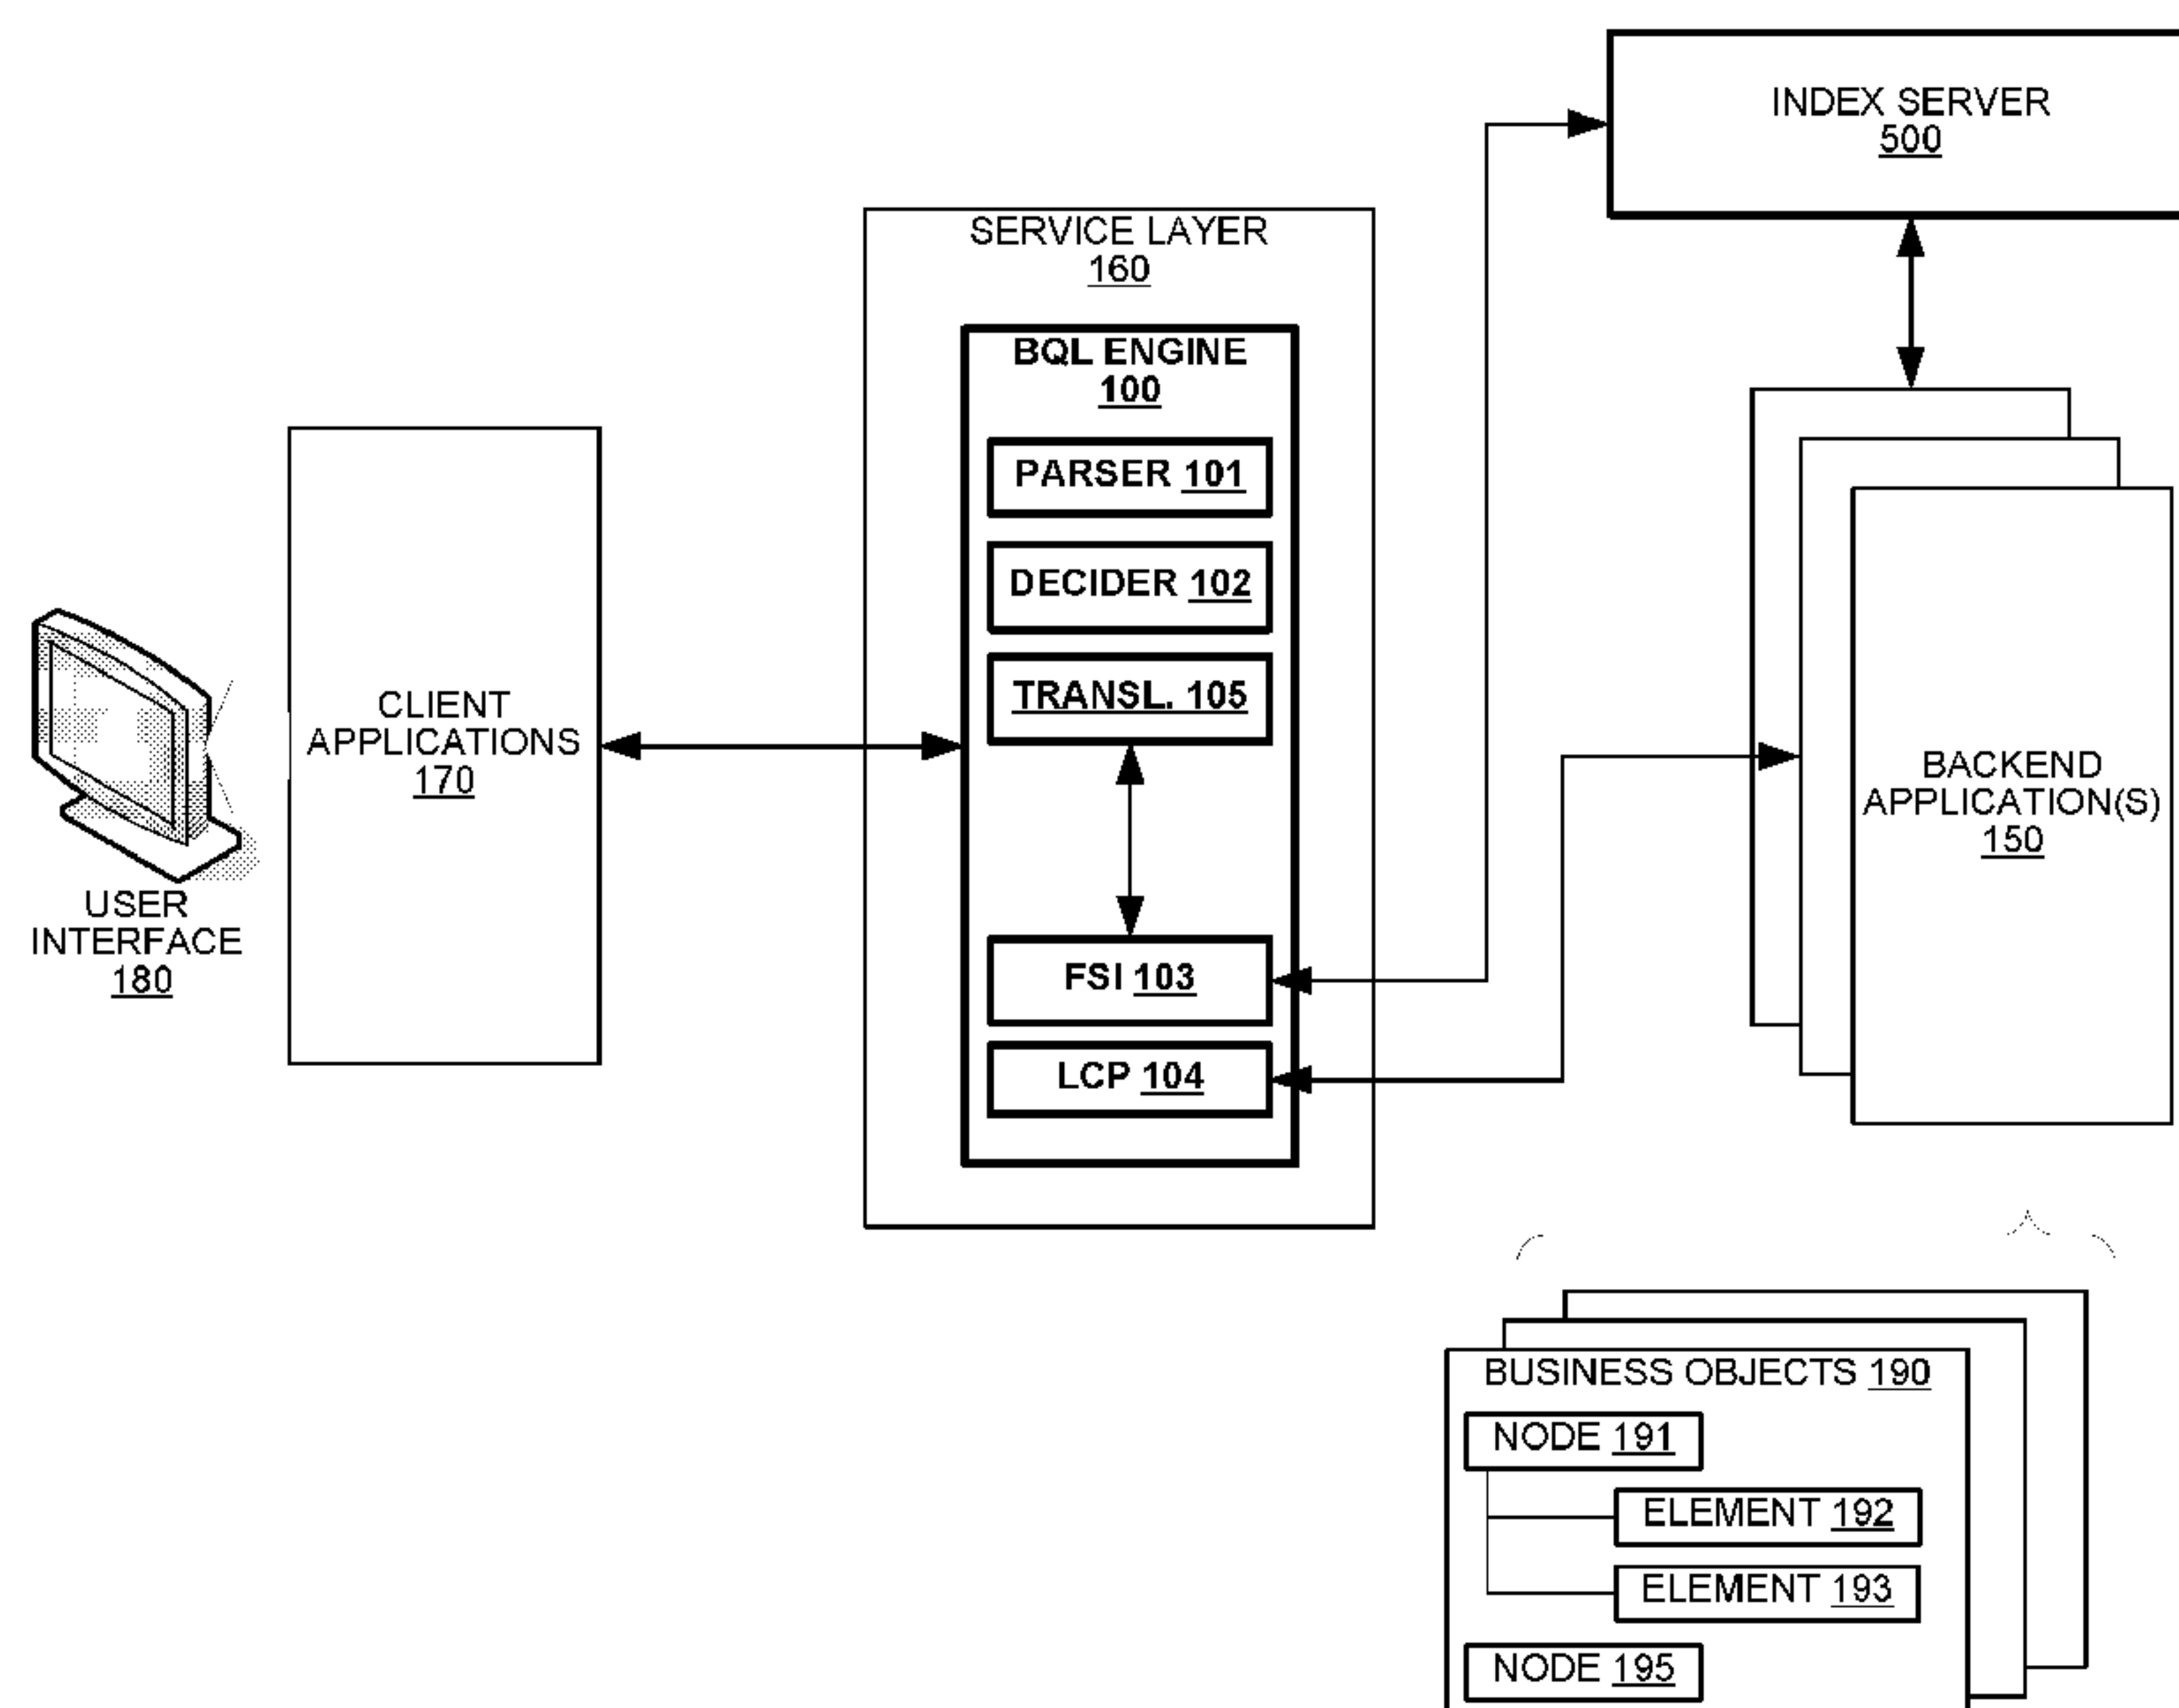 INDEX SERVER
500
SERVICE LAYER
160
BQL ENGINE
100
PARSER 101
DECIDER 102
TRANSL. 105
FSI 103
LCP 104
CLIENT
APPLICATIONS
170
USER
INTERFACE
180
BACKEND
APPLICATION(S)
150
BUSINESS OBJECTS 190
NODE 191
ELEMENT 192
ELEMENT 193
NODE 195